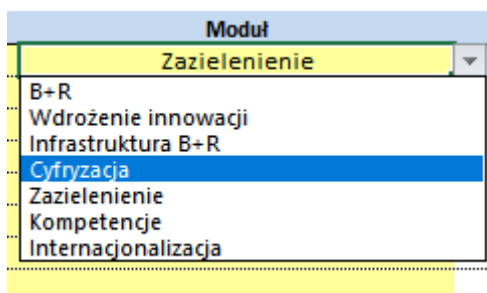 Moduł
Zazielenienie
B+R
Wdrożenie innowacji
Infrastruktura B+R
Cyfryzacja
Zazielenienie
Kompetencje
Internacjonalizacja